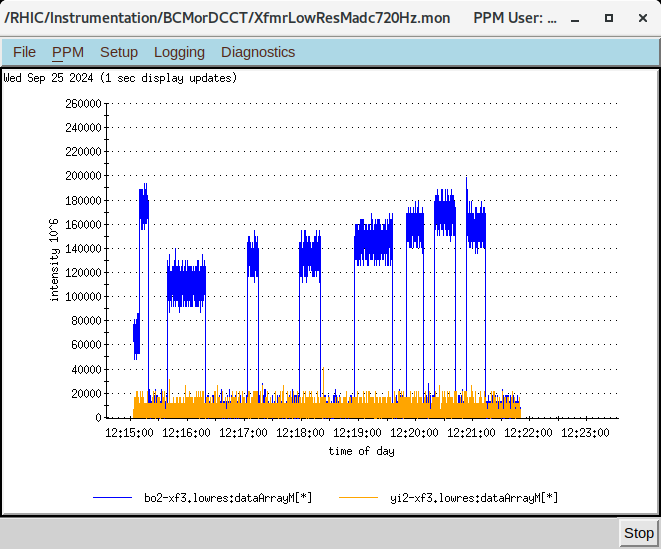 /RHIC/Instrumentation/BCMorDCCT/XfmrLowResMadc720Hz.mon PPM User: ...
File PPM Setup Logging Diagnostics
Wed Sep 25 2024 (1 sec display updates)
260000
240000
220000
200000
180000
160000
140000
120000
100000
80000
60000
40000
20000
0
intensity 10^6
12:15:00 12:16:00 12:17:00 12:18:00 12:19:00 12:20:00 12:21:00 12:22:00 12:23:00
time of day
bo2-xf3.lowres:dataArrayM[*] yi2-xf3.lowres:dataArrayM[*]
Stop